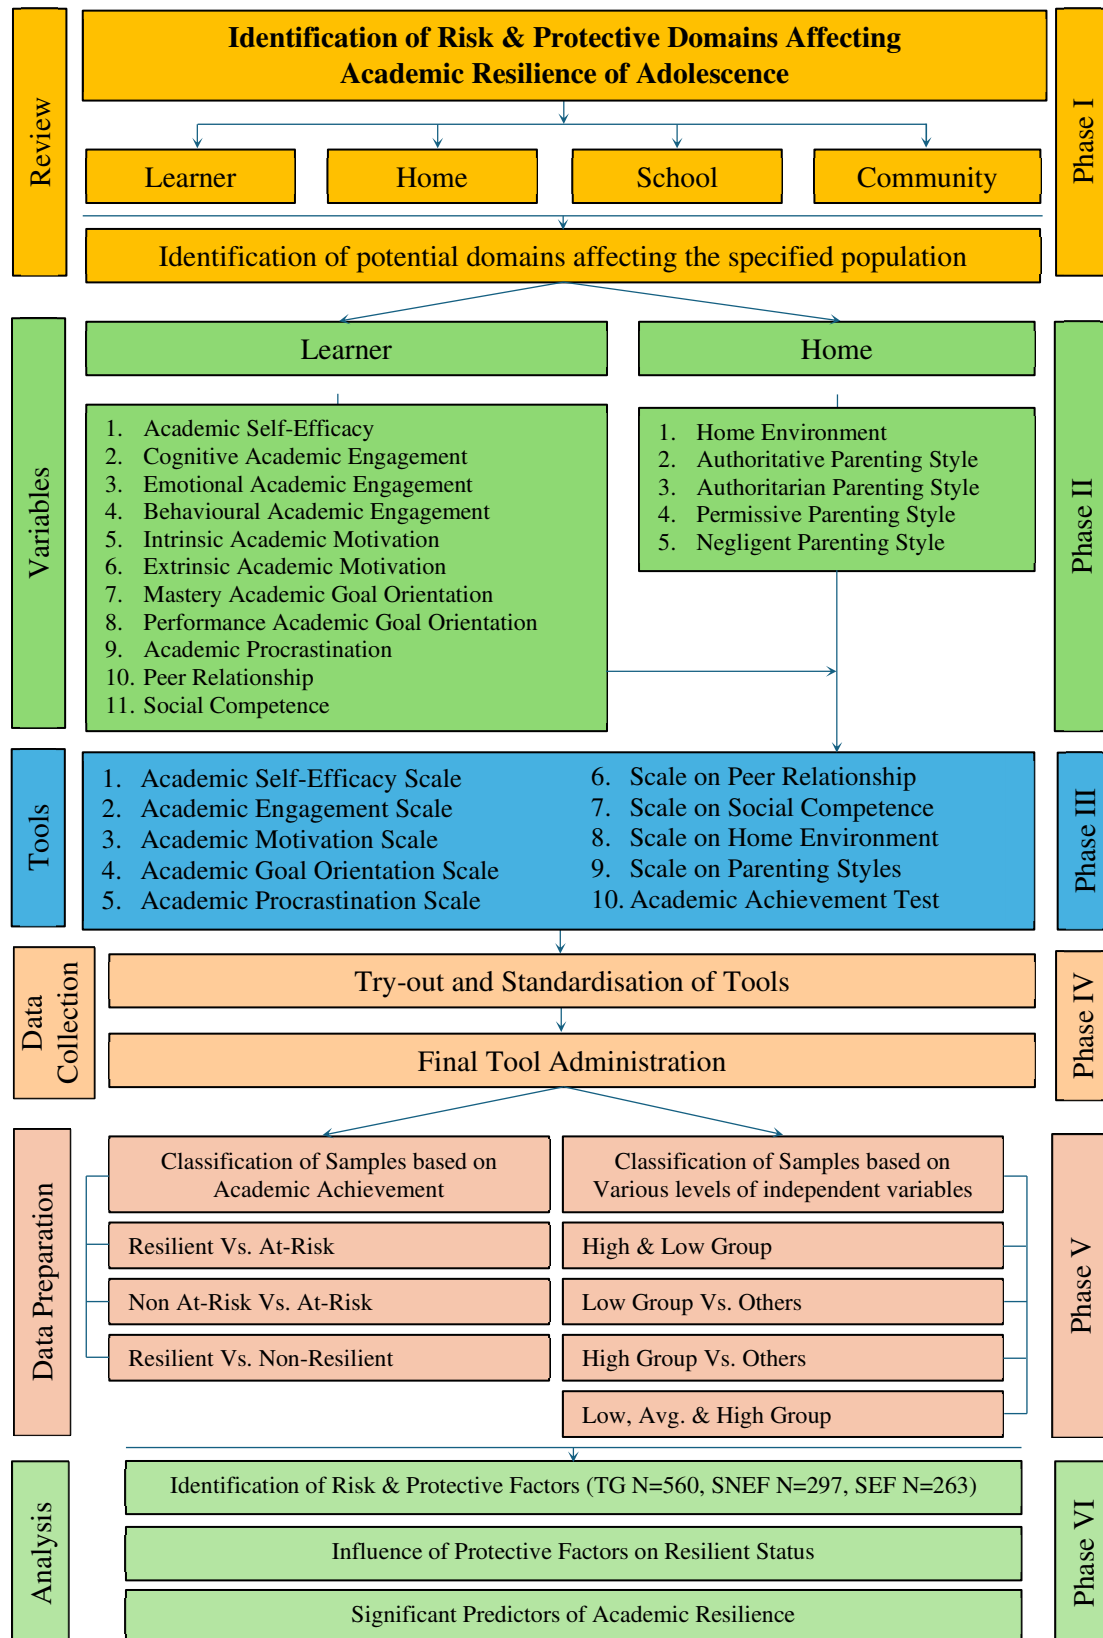 Review
Identification of Risk & Protective Domains Affecting
Academic Resilience of Adolescence
Phase I
Learner
Home
School
Community
Identification of potential domains affecting the specified population
Variables
Learner
Home
Phase II
1. Academic Self-Efficacy
2. Cognitive Academic Engagement
3. Emotional Academic Engagement
4. Behavioural Academic Engagement
5. Intrinsic Academic Motivation
6. Extrinsic Academic Motivation
7. Mastery Academic Goal Orientation
8. Performance Academic Goal Orientation
9. Academic Procrastination
10. Peer Relationship
11. Social Competence
1. Home Environment
2. Authoritative Parenting Style
3. Authoritarian Parenting Style
4. Permissive Parenting Style
5. Negligent Parenting Style
Tools
1. Academic Self-Efficacy Scale
2. Academic Engagement Scale
3. Academic Motivation Scale
4. Academic Goal Orientation Scale
5. Academic Procrastination Scale
6. Scale on Peer Relationship
7. Scale on Social Competence
8. Scale on Home Environment
9. Scale on Parenting Styles
10. Academic Achievement Test
Phase III
Data
Collection
Try-out and Standardisation of Tools
Final Tool Administration
Phase IV
Data Preparation
Classification of Samples based on
Academic Achievement
Resilient Vs. At-Risk
Non At-Risk Vs. At-Risk
Resilient Vs. Non-Resilient
Classification of Samples based on
Various levels of independent variables
High & Low Group
Low Group Vs. Others
High Group Vs. Others
Low, Avg. & High Group
Phase V
Analysis
Identification of Risk & Protective Factors (TG N=560, SNEF N=297, SEF N=263)
Influence of Protective Factors on Resilient Status
Significant Predictors of Academic Resilience
Phase VI